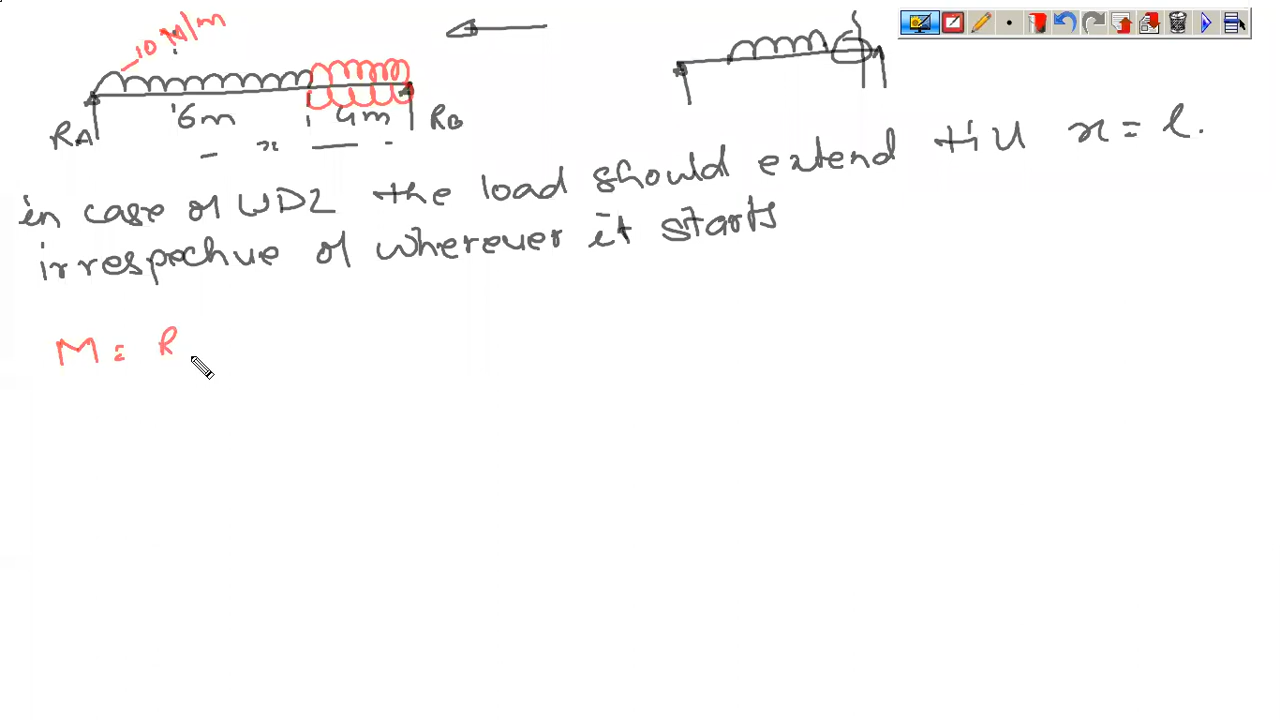 10 N/m
RA
6m
4m
RB
x
in case of UDL the load should extend till x = l.
irrespective of wherever it starts
M = R